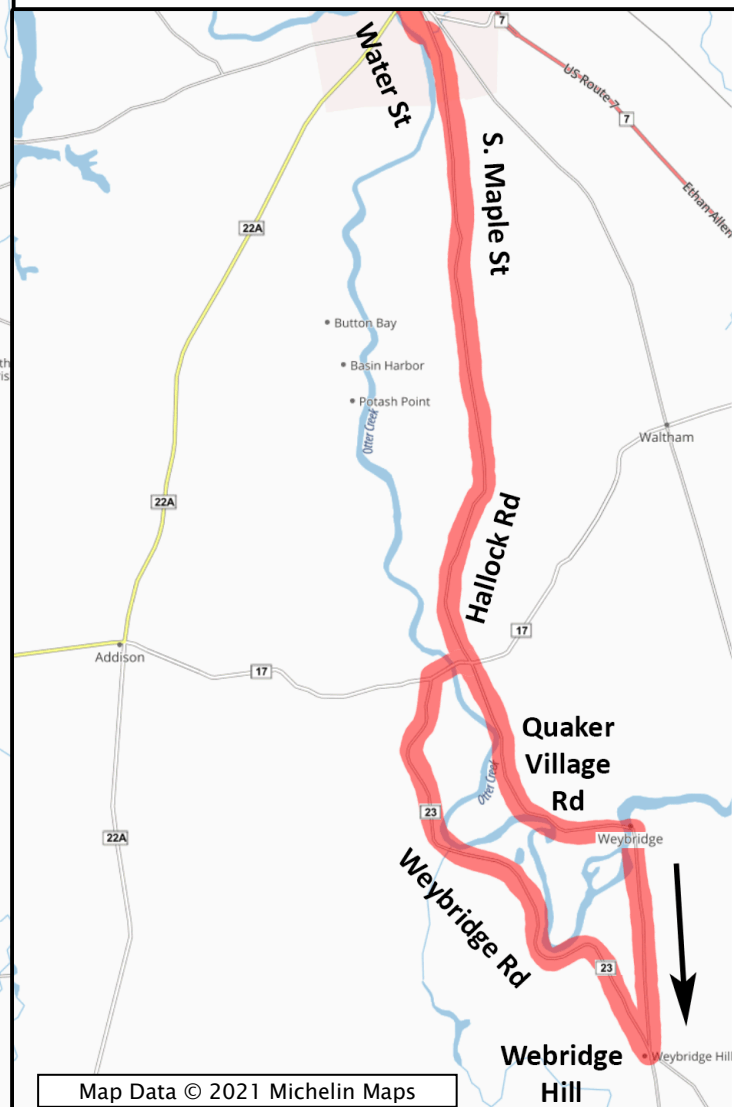 7
Water St
US Route 7
7
S. Maple St
Ethan Allen
22A
Button Bay
Basin Harbor
Potash Point
Otter Creek
Waltham
22A
Hallock Rd
17
Addison
17
Quaker
Village
Rd
Otter Creek
23
22A
Weybridge
Weybridge Rd
23
Webridge
Hill
Weybridge Hill
Map Data © 2021 Michelin Maps